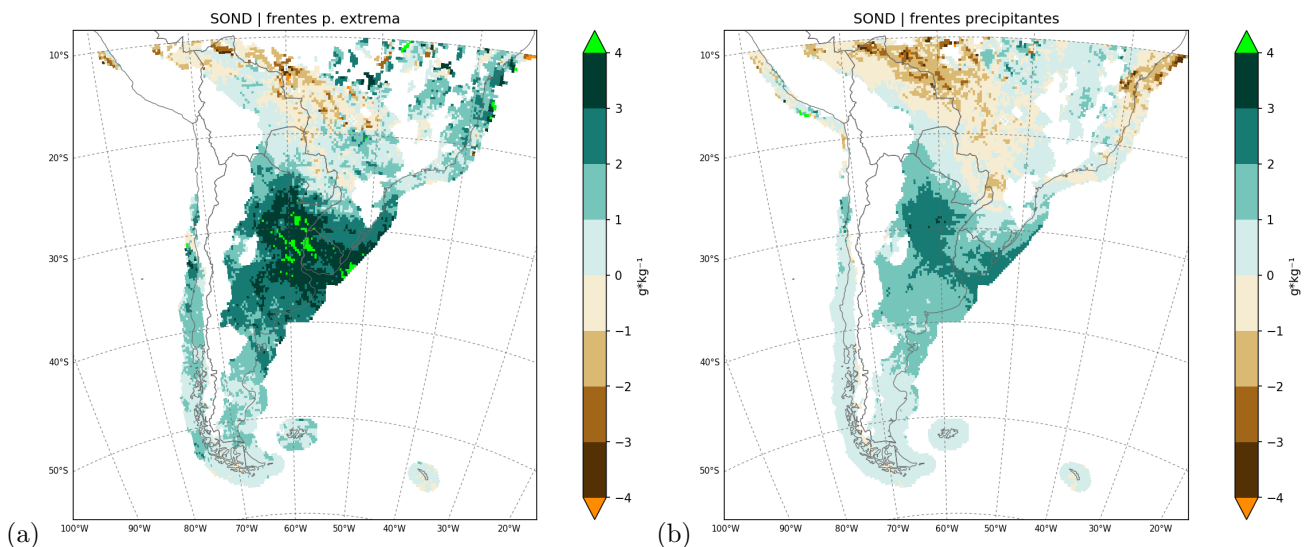 SOND | frentes p. extrema
10°S
20°S
30°S
40°S
50°S
100°W
90°W
80°W
70°W
60°W
50°W
40°W
30°W
20°W
4
3
2
1
0
−1
−2
−3
−4
g*kg⁻¹
(a)
SOND | frentes precipitantes
10°S
20°S
30°S
40°S
50°S
100°W
90°W
80°W
70°W
60°W
50°W
40°W
30°W
20°W
4
3
2
1
0
−1
−2
−3
−4
g*kg⁻¹
(b)